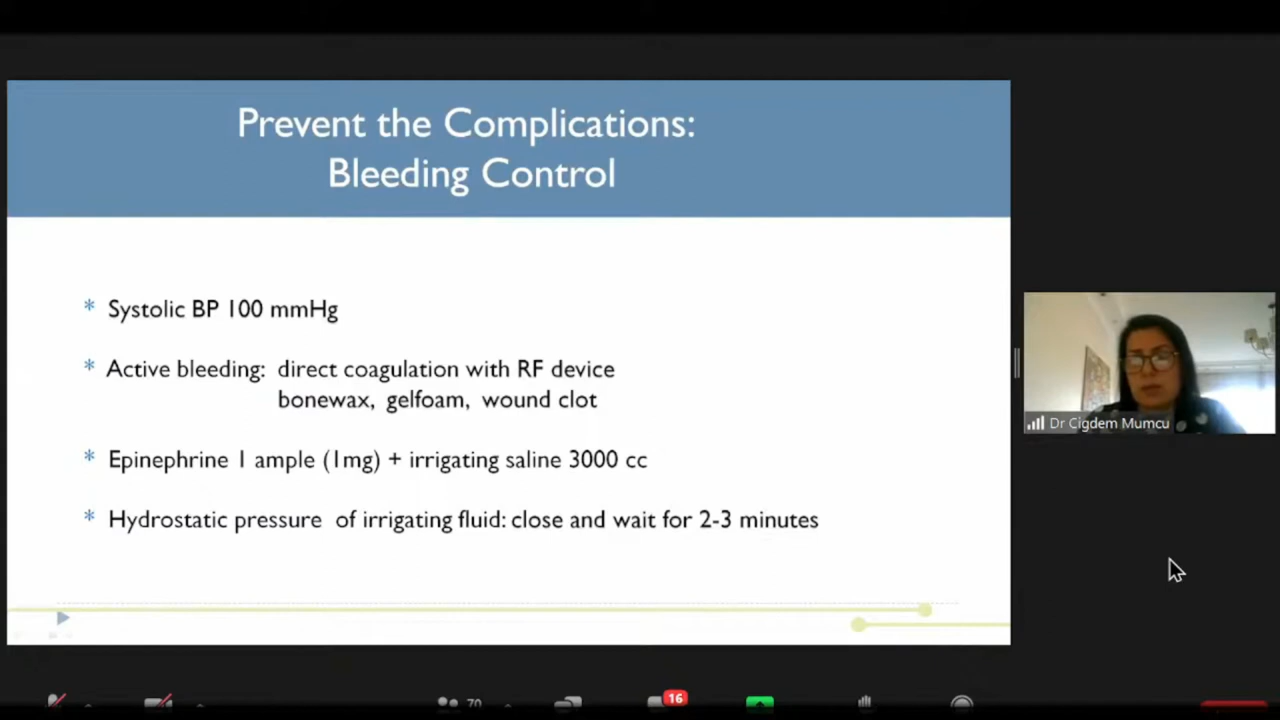 Prevent the Complications:
Bleeding Control
* Systolic BP 100 mmHg
* Active bleeding: direct coagulation with RF device
bonewax, gelfoam, wound clot
* Epinephrine 1 ample (1mg) + irrigating saline 3000 cc
* Hydrostatic pressure of irrigating fluid: close and wait for 2-3 minutes
Dr Cigdem Mumcu
70
16